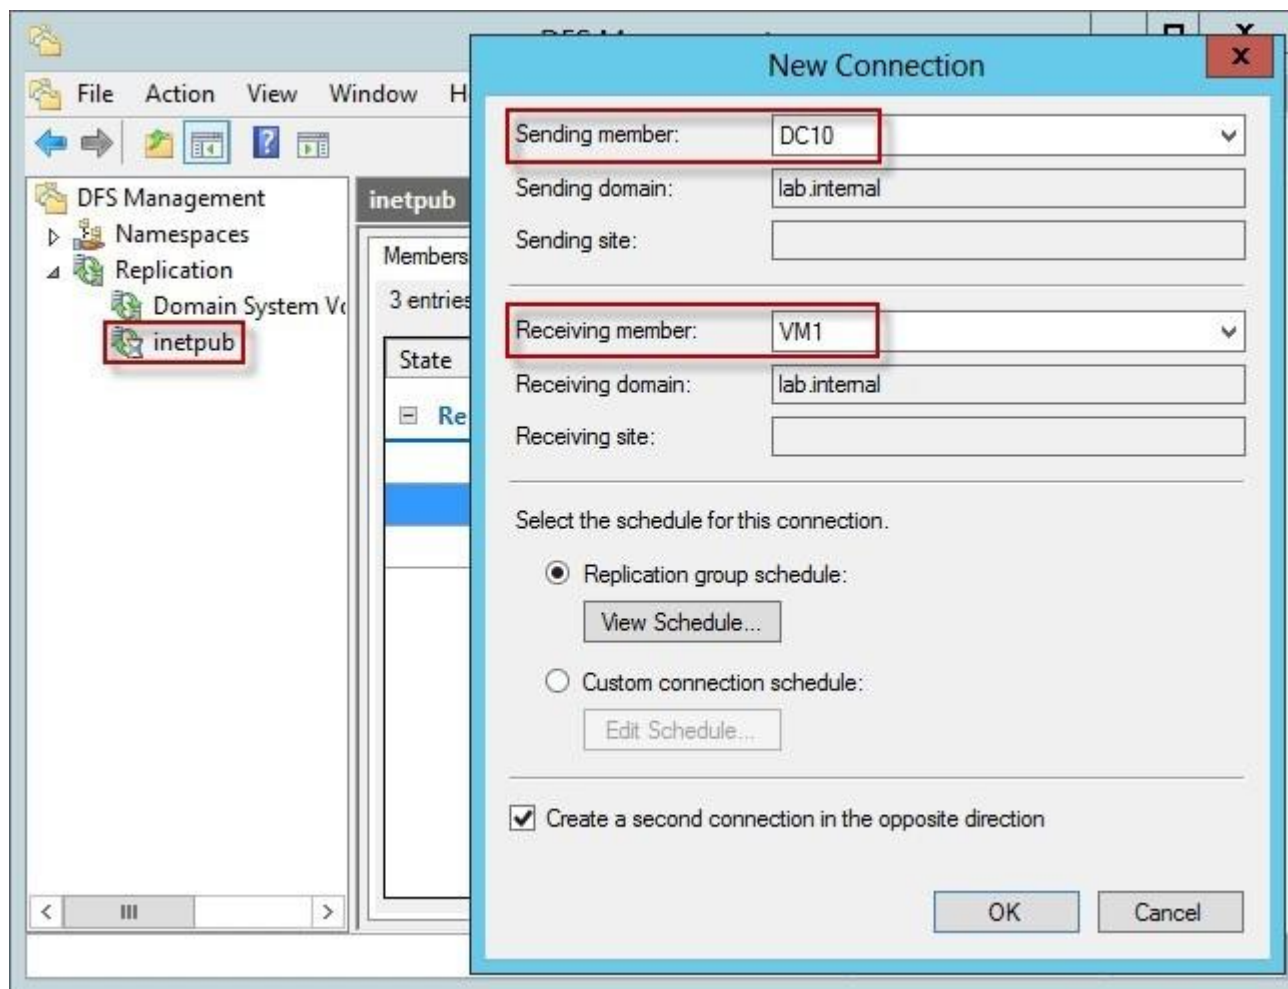 DFS Management
New Connection
File Action View Window H
Sending member: DC10
Sending domain: lab.internal
Sending site:
DFS Management
Namespaces
Replication
Domain System Vo
inetpub
inetpub
Members
3 entries
State
Re
Receiving member: VM1
Receiving domain: lab.internal
Receiving site:
Select the schedule for this connection.
Replication group schedule:
View Schedule...
Custom connection schedule:
Edit Schedule...
Create a second connection in the opposite direction
OK Cancel